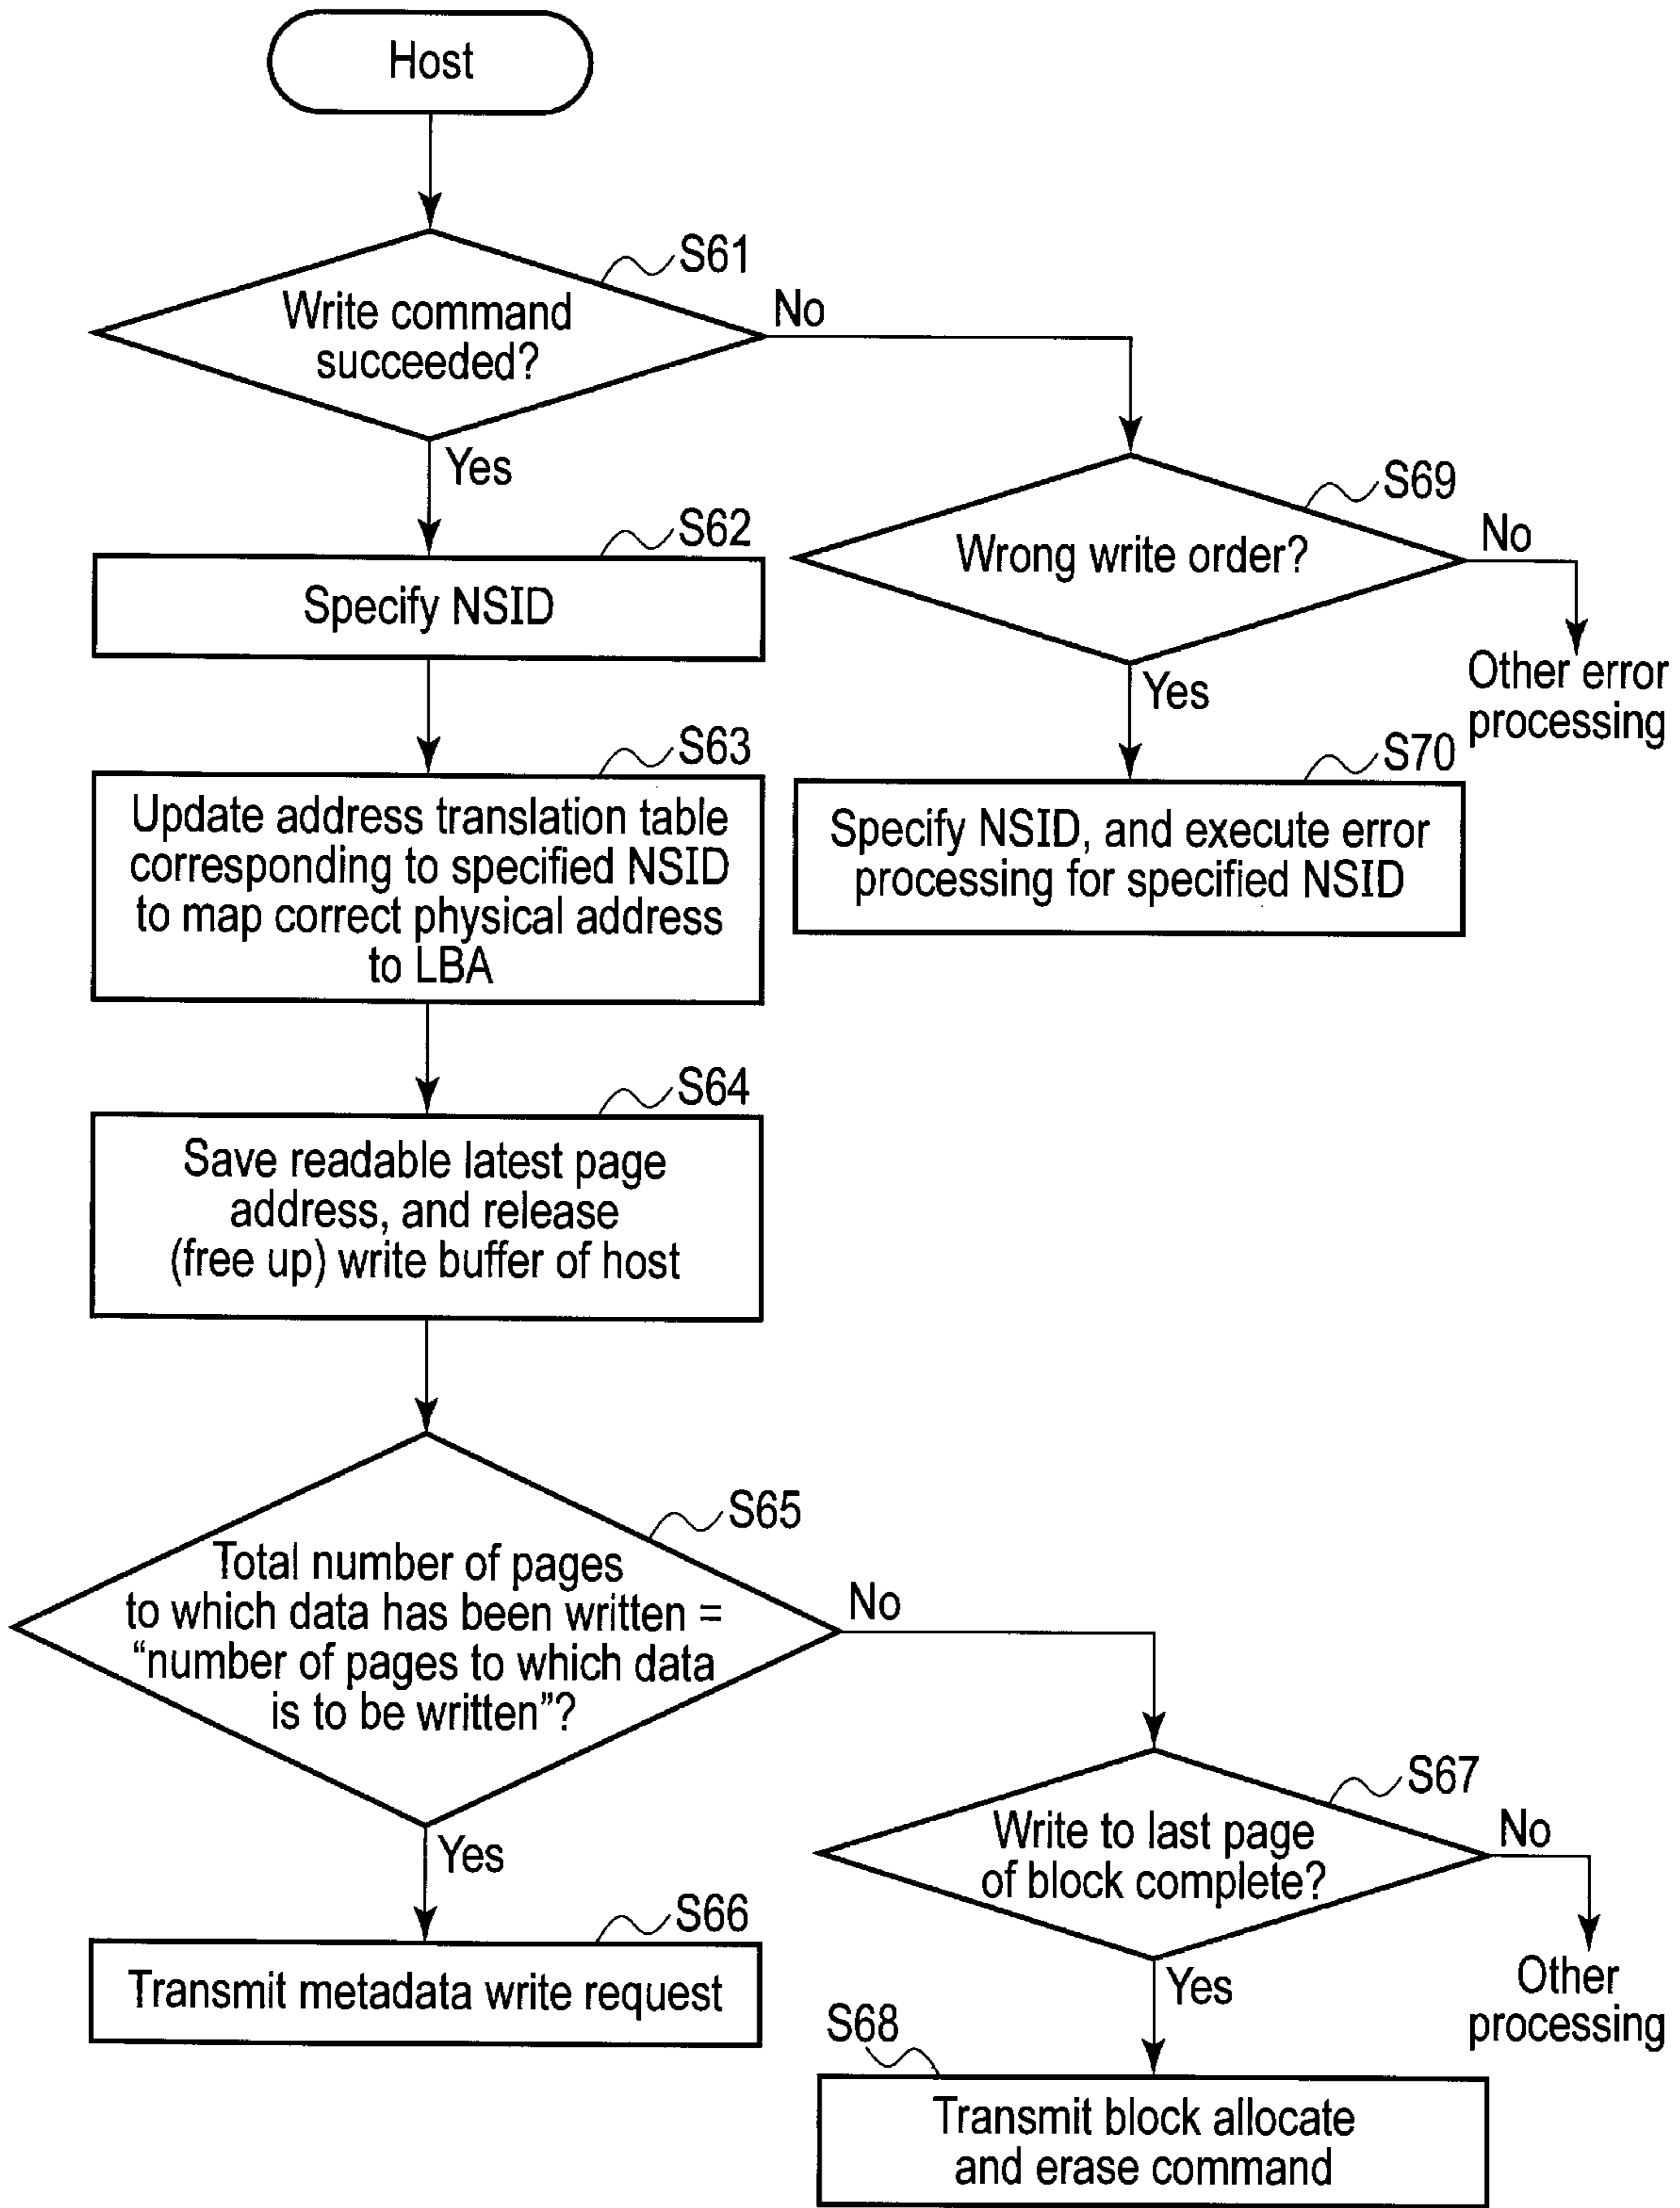 Host
S61
Write command
succeeded?
No
Yes
S69
Wrong write order?
No
Other error
processing
Yes
S62
Specify NSID
S63
Update address translation table
corresponding to specified NSID
to map correct physical address
to LBA
S70
Specify NSID, and execute error
processing for specified NSID
S64
Save readable latest page
address, and release
(free up) write buffer of host
S65
Total number of pages
to which data has been written =
“number of pages to which data
is to be written”?
No
Yes
S66
Transmit metadata write request
S67
Write to last page
of block complete?
No
Other
processing
Yes
S68
Transmit block allocate
and erase command